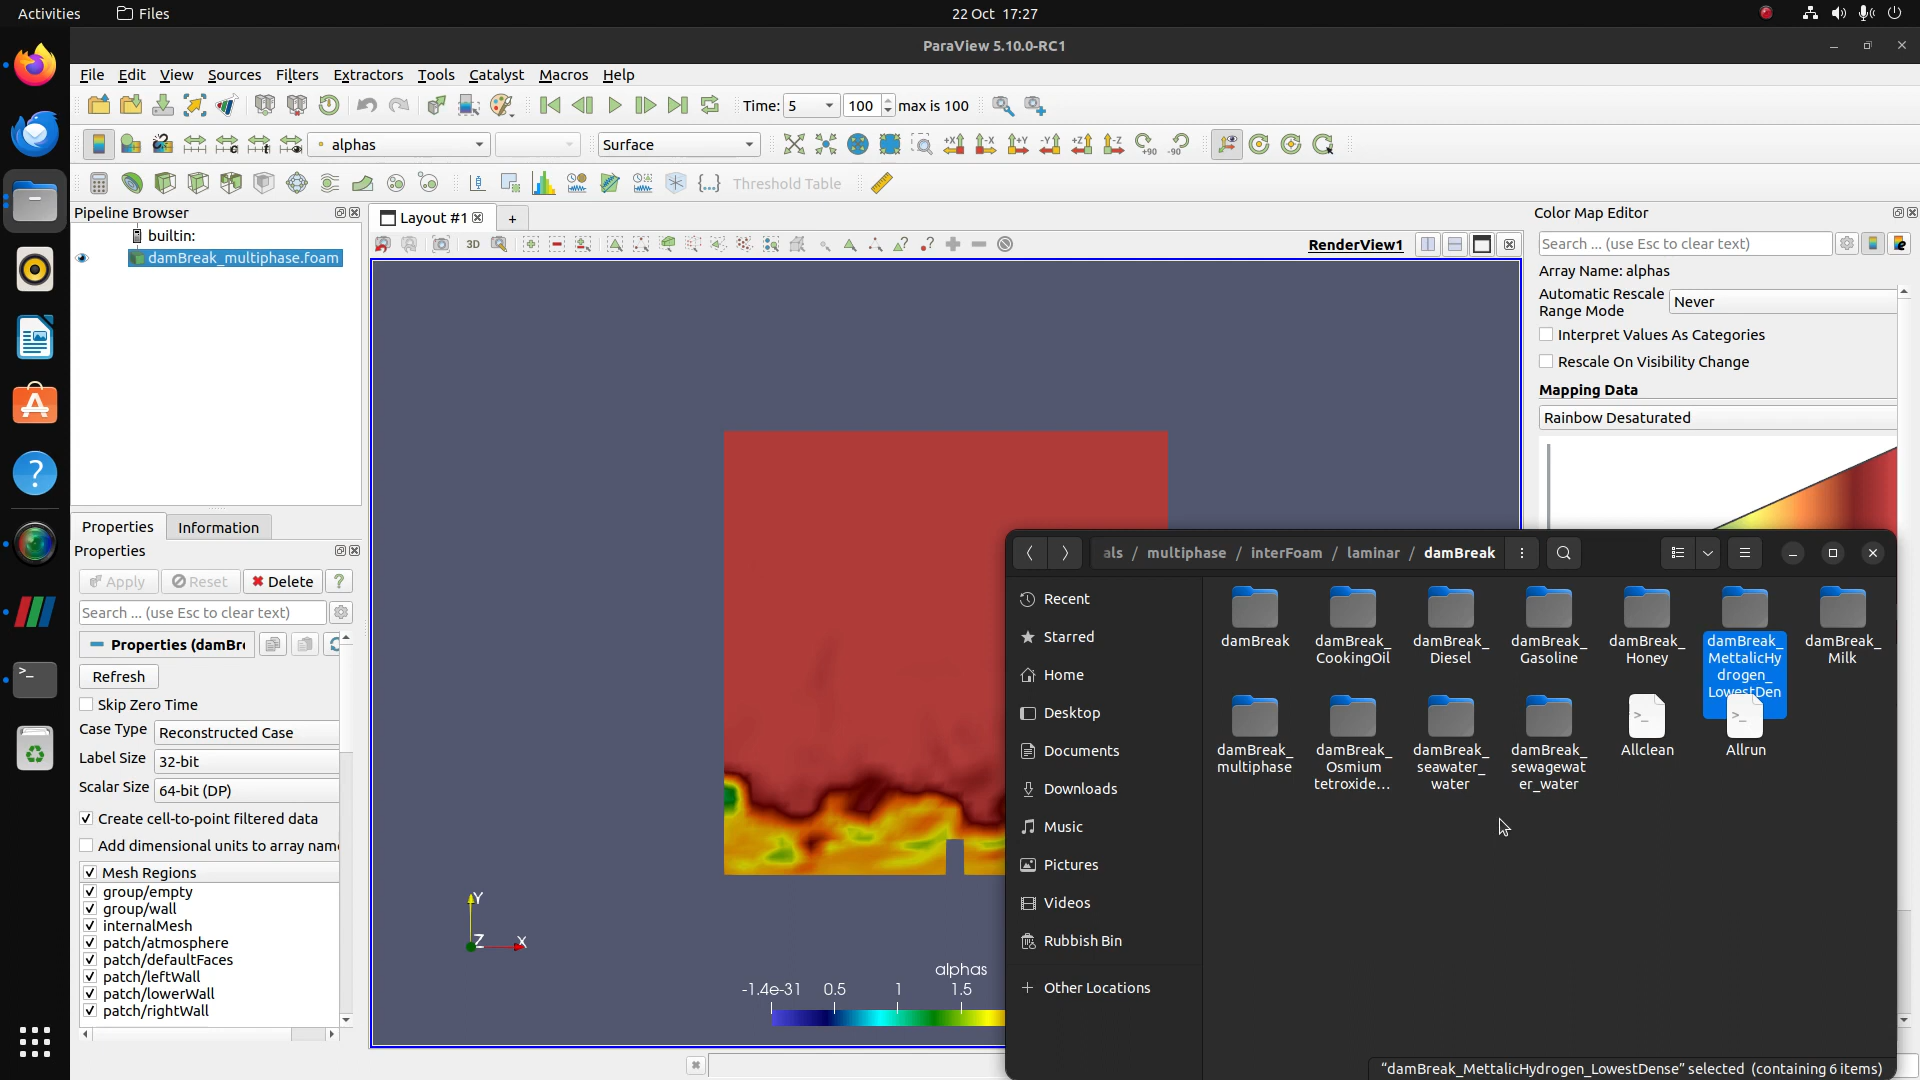 Activities
Files
22 Oct 17:27
ParaView 5.10.0-RC1
File Edit View Sources Filters Extractors Tools Catalyst Macros Help
Time: 5 100 max is 100
alphas
Surface
+X -X +Y -Y +Z -Z +90 -90
Threshold Table
Pipeline Browser
builtin:
damBreak_multiphase.foam
Layout #1
+
3D
RenderView1
Color Map Editor
Search ... (use Esc to clear text)
Array Name: alphas
Automatic Rescale
Range Mode
Never
Interpret Values As Categories
Rescale On Visibility Change
Mapping Data
Rainbow Desaturated
Properties
Information
Properties
Apply
Reset
Delete
?
Search ... (use Esc to clear text)
Properties (damBr
Refresh
Skip Zero Time
Case Type Reconstructed Case
Label Size 32-bit
Scalar Size 64-bit (DP)
Create cell-to-point filtered data
Add dimensional units to array nam
Mesh Regions
group/empty
group/wall
internalMesh
patch/atmosphere
patch/defaultFaces
patch/leftWall
patch/lowerWall
patch/rightWall
Y
Z
X
alphas
-1.4e-31 0.5 1 1.5
als / multiphase / interFoam / laminar / damBreak
Recent
Starred
Home
Desktop
Documents
Downloads
Music
Pictures
Videos
Rubbish Bin
+ Other Locations
damBreak
damBreak_
CookingOil
damBreak_
Diesel
damBreak_
Gasoline
damBreak_
Honey
damBreak_
MettalicHy
drogen_
LowestDen
damBreak_
Milk
damBreak_
multiphase
damBreak_
Osmium
tetroxide...
damBreak_
seawater_
water
damBreak_
sewagewat
er_water
Allclean
Allrun
"damBreak_MettalicHydrogen_LowestDense" selected (containing 6 items)